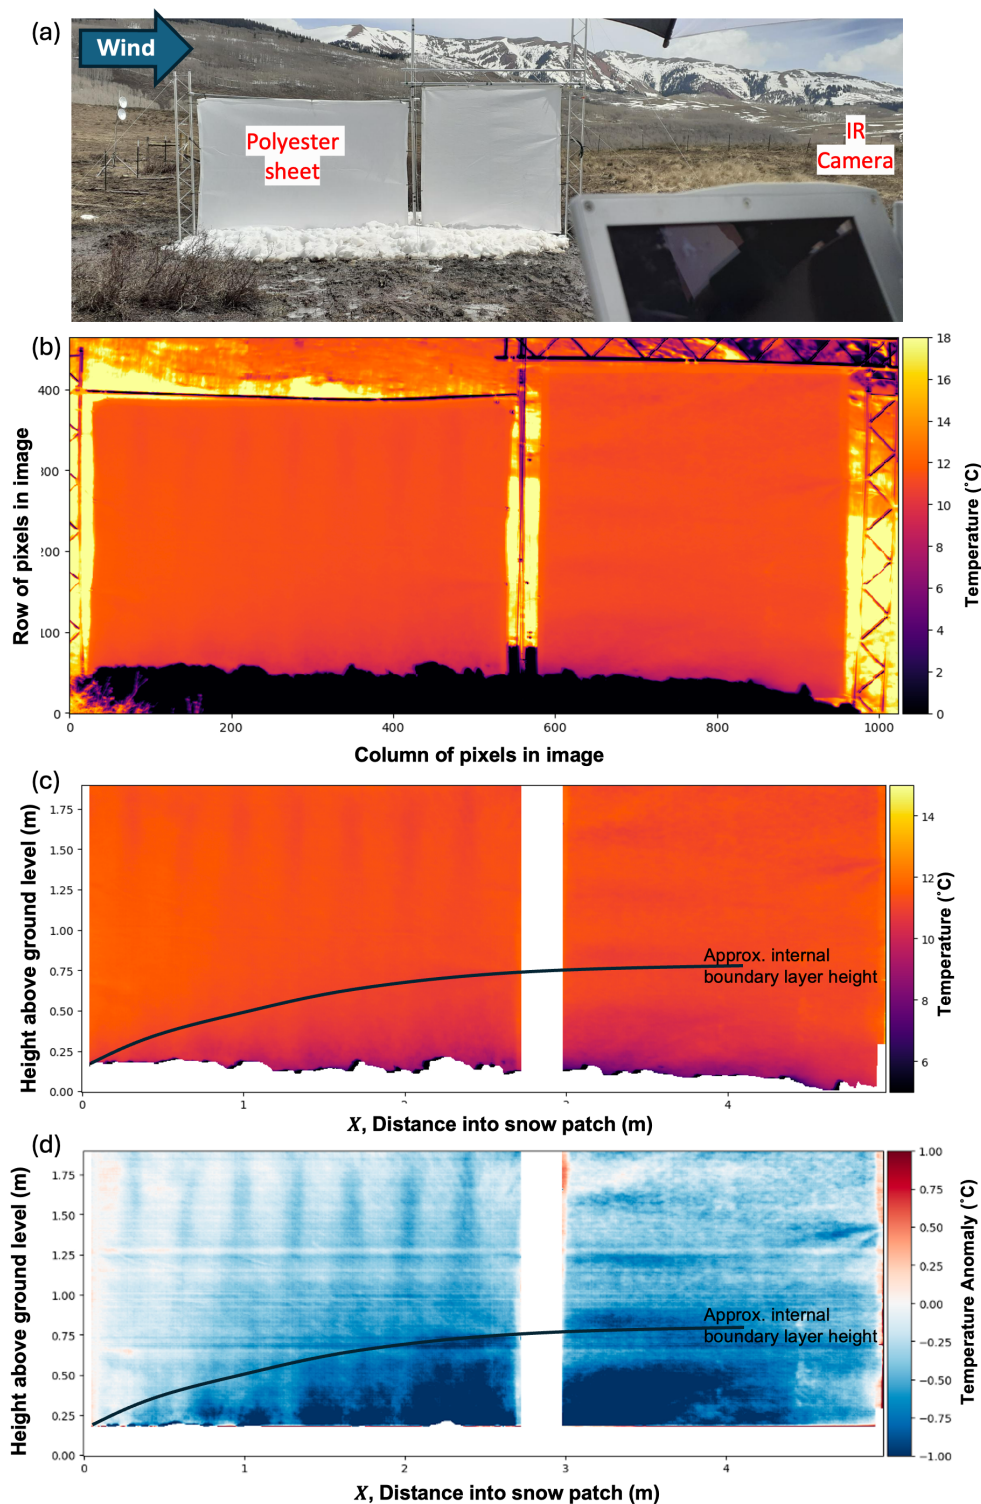 (a)
Wind
Polyester
sheet
IR
Camera
(b)
Row of pixels in image
400
300
200
100
0
0 200 400 600 800 1000
Column of pixels in image
18
16
14
12
10
8
6
4
2
0
Temperature (˚C)
(c)
Height above ground level (m)
1.75
1.50
1.25
1.00
0.75
0.50
0.25
0.00
Approx. internal
boundary layer height
0 1 2 3 4
X, Distance into snow patch (m)
14
12
10
8
6
Temperature (˚C)
(d)
Height above ground level (m)
1.75
1.50
1.25
1.00
0.75
0.50
0.25
0.00
Approx. internal
boundary layer height
0 1 2 3 4
X, Distance into snow patch (m)
1.00
0.75
0.50
0.25
0.00
−0.25
−0.50
−0.75
−1.00
Temperature Anomaly (˚C)